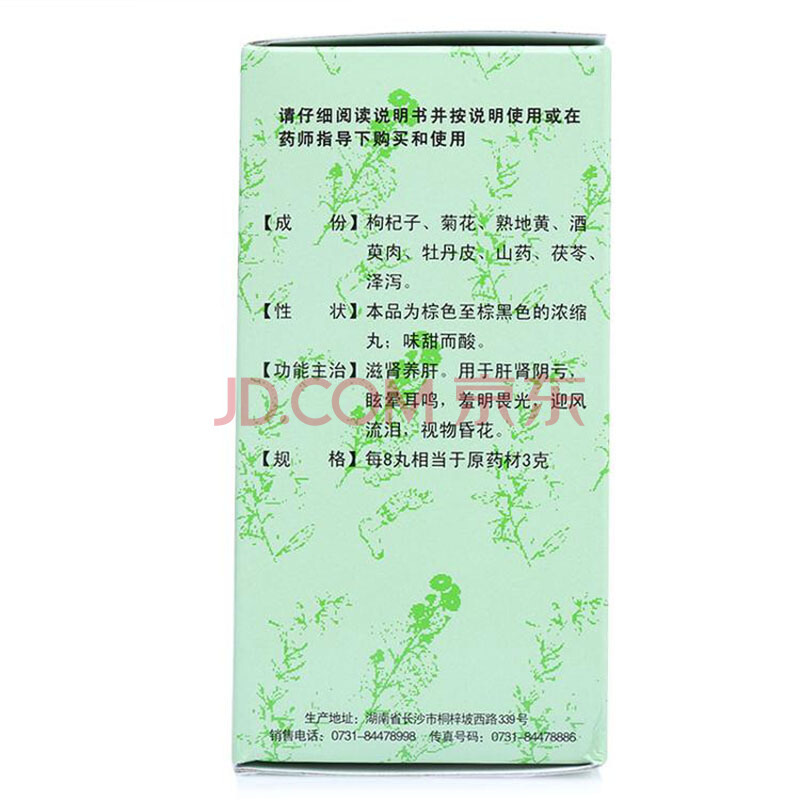 请仔细阅读说明书并按说明使用或在
药师指导下购买和使用
【成 份】枸杞子、菊花、熟地黄、酒
萸肉、牡丹皮、山药、茯苓、
泽泻。
【性 状】本品为棕色至棕黑色的浓缩
丸；味甜而酸。
【功能主治】滋肾养肝。用于肝肾阴亏，
眩晕耳鸣，羞明畏光，迎风
流泪，视物昏花。
JD.COM 京东
【规 格】每8丸相当于原药材3克
生产地址：湖南省长沙市桐梓坡西路339号
销售电话：0731-84478998 传真号码：0731-84478886